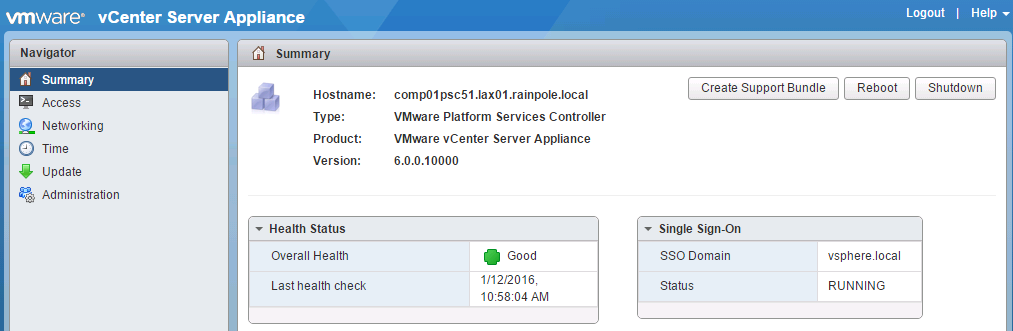 vmware® vCenter Server Appliance
Logout | Help
Navigator
Summary
Access
Networking
Time
Update
Administration
Summary
Hostname: comp01psc51.lax01.rainpole.local
Type: VMware Platform Services Controller
Product: VMware vCenter Server Appliance
Version: 6.0.0.10000
Create Support Bundle Reboot Shutdown
Health Status
Overall Health Good
Last health check 1/12/2016,
10:58:04 AM
Single Sign-On
SSO Domain vsphere.local
Status RUNNING